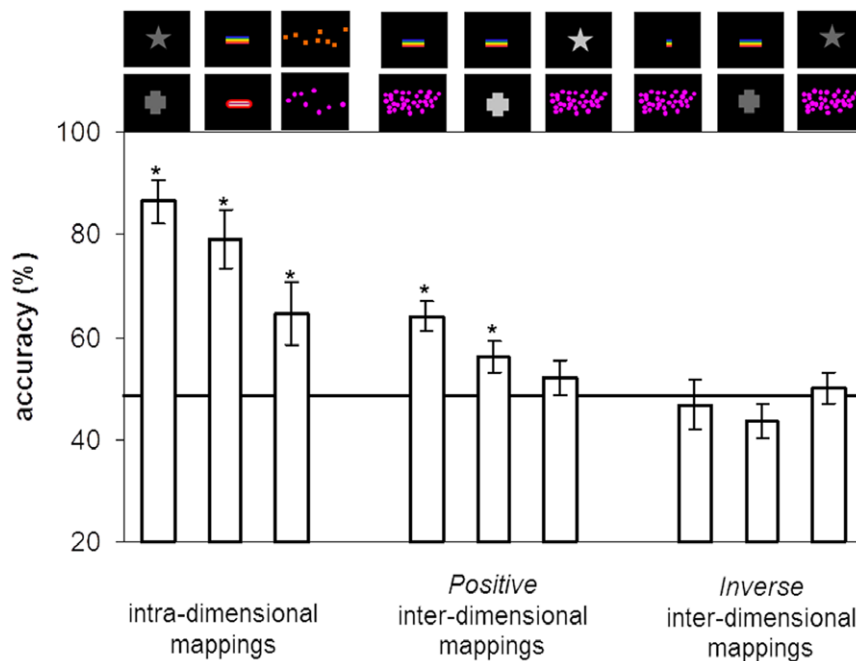 100
80
60
40
20
accuracy (%)
*
*
*
*
*
intra-dimensional
mappings
Positive
inter-dimensional
mappings
Inverse
inter-dimensional
mappings